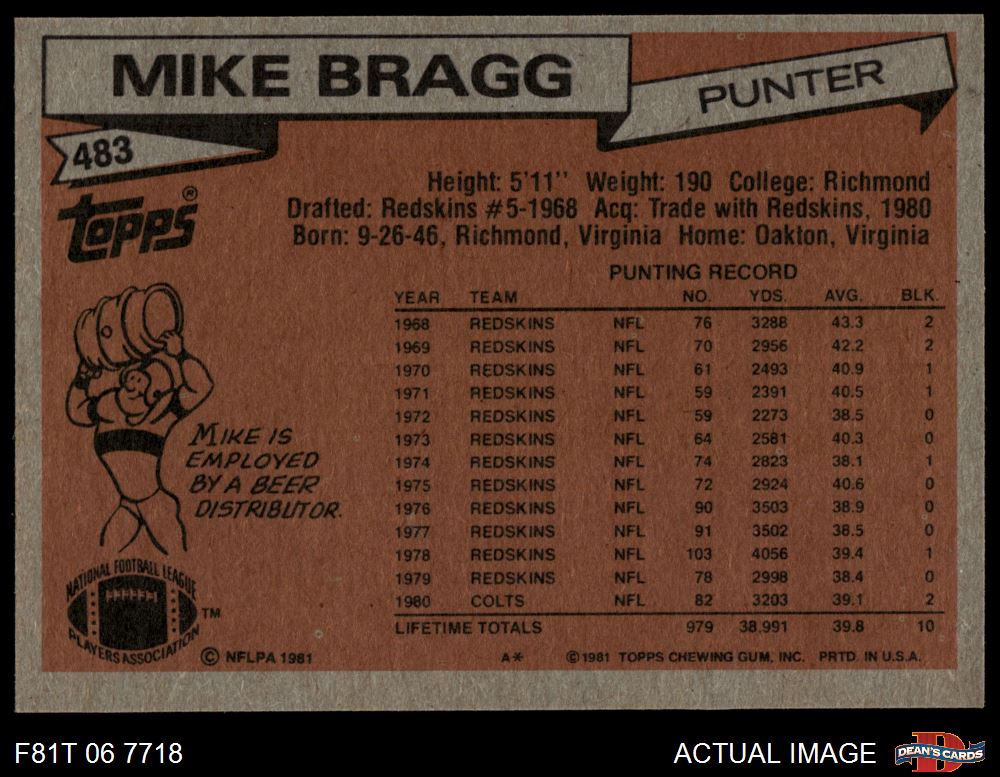 MIKE BRAGG
PUNTER
483
TOPPS®
Height: 5'11'' Weight: 190 College: Richmond
Drafted: Redskins #5-1968 Acq: Trade with Redskins, 1980
Born: 9-26-46, Richmond, Virginia Home: Oakton, Virginia
PUNTING RECORD
YEAR TEAM NO. YDS. AVG. BLK.
1968 REDSKINS NFL 76 3288 43.3 2
1969 REDSKINS NFL 70 2956 42.2 2
1970 REDSKINS NFL 61 2493 40.9 1
1971 REDSKINS NFL 59 2391 40.5 1
1972 REDSKINS NFL 59 2273 38.5 0
1973 REDSKINS NFL 64 2581 40.3 0
1974 REDSKINS NFL 74 2823 38.1 1
1975 REDSKINS NFL 72 2924 40.6 0
1976 REDSKINS NFL 90 3503 38.9 0
1977 REDSKINS NFL 91 3502 38.5 0
1978 REDSKINS NFL 103 4056 39.4 1
1979 REDSKINS NFL 78 2998 38.4 0
1980 COLTS NFL 82 3203 39.1 2
LIFETIME TOTALS 979 38,991 39.8 10
MIKE IS
EMPLOYED
BY A BEER
DISTRIBUTOR.
NATIONAL FOOTBALL LEAGUE
PLAYERS ASSOCIATION
TM
© NFLPA 1981
A* © 1981 TOPPS CHEWING GUM, INC. PRTD. IN U.S.A.
F81T 06 7718
ACTUAL IMAGE
D
DEAN'S CARDS